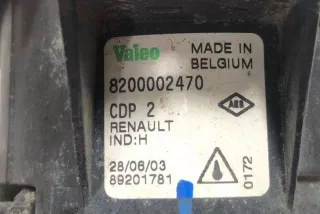 Valeo MADE IN
BELGIUM
8200002470
CDP 2
RENAULT
IND:H
28/06/03
89201781
0172